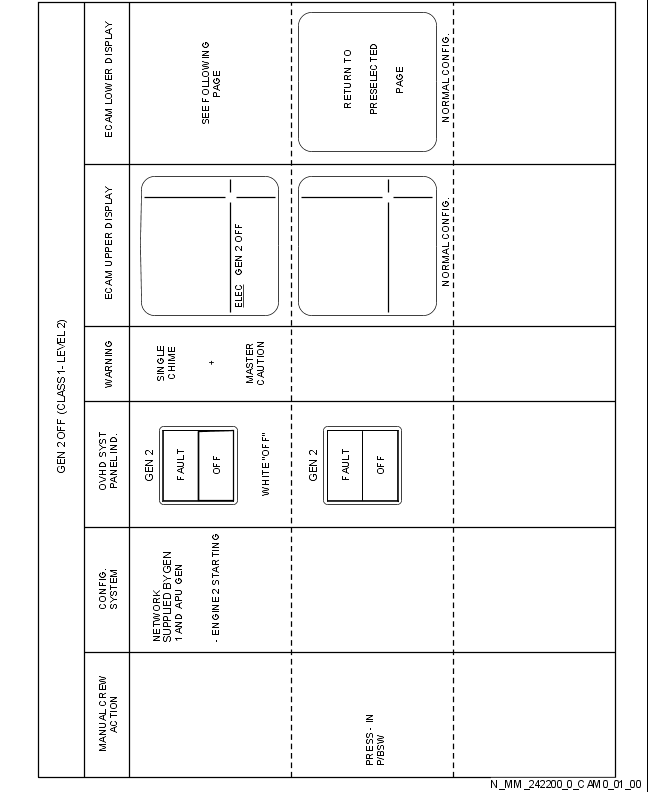 GEN 2 OFF (CLASS 1 - LEVEL 2)
MANUAL CREW
ACTION
CONFIG.
SYSTEM
OVHD SYST
PANEL IND.
WARNING
ECAM UPPER DISPLAY
ECAM LOWER DISPLAY
NETWORK
SUPPLIED BY GEN
1 AND APU GEN
- ENGINE 2 STARTING
GEN 2
FAULT
OFF
WHITE "OFF"
SINGLE
CHIME
+
MASTER
CAUTION
ELEC GEN 2 OFF
SEE FOLLOWING
PAGE
PRESS - IN
P/BSW
GEN 2
FAULT
OFF
NORMAL CONFIG.
RETURN TO
PRESELECTED
PAGE
NORMAL CONFIG.
N_MM_242200_0_CAM0_01_00